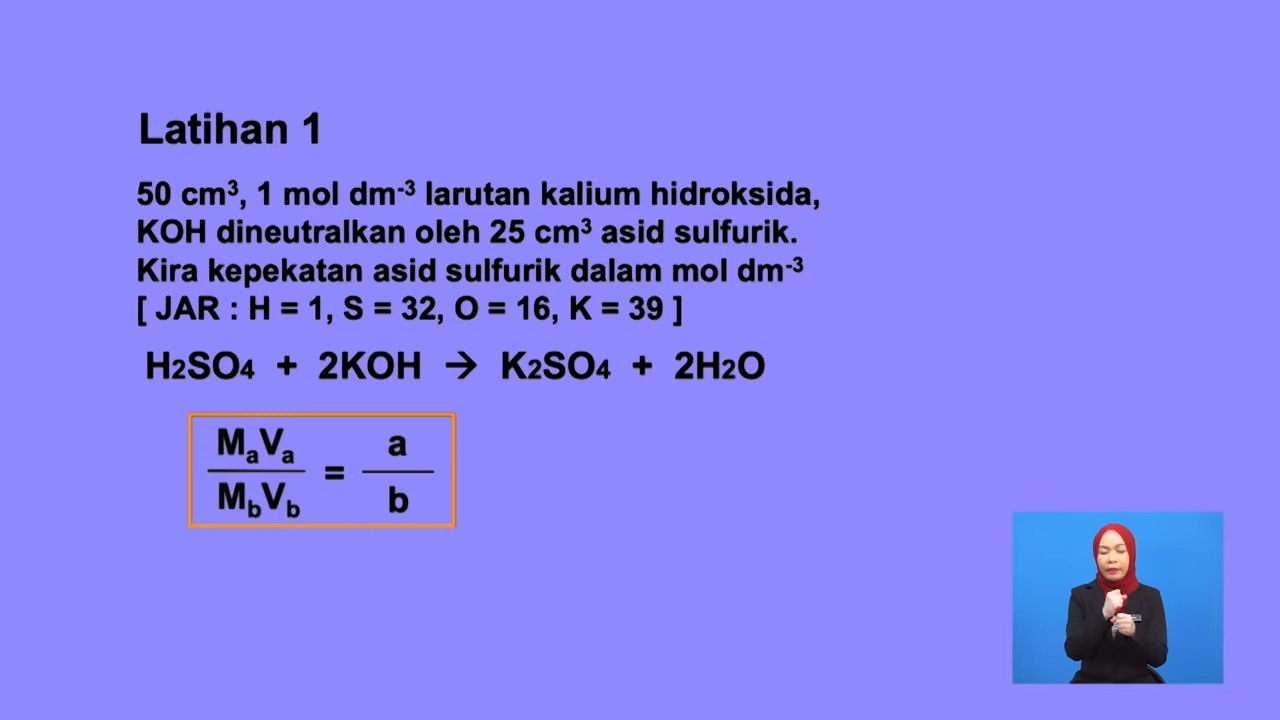 Latihan 1
50 cm³, 1 mol dm⁻³ larutan kalium hidroksida,
KOH dineutralkan oleh 25 cm³ asid sulfurik.
Kira kepekatan asid sulfurik dalam mol dm⁻³
[ JAR : H = 1, S = 32, O = 16, K = 39 ]
H₂SO₄ + 2KOH → K₂SO₄ + 2H₂O
MₐVₐ / M_bV_b = a / b